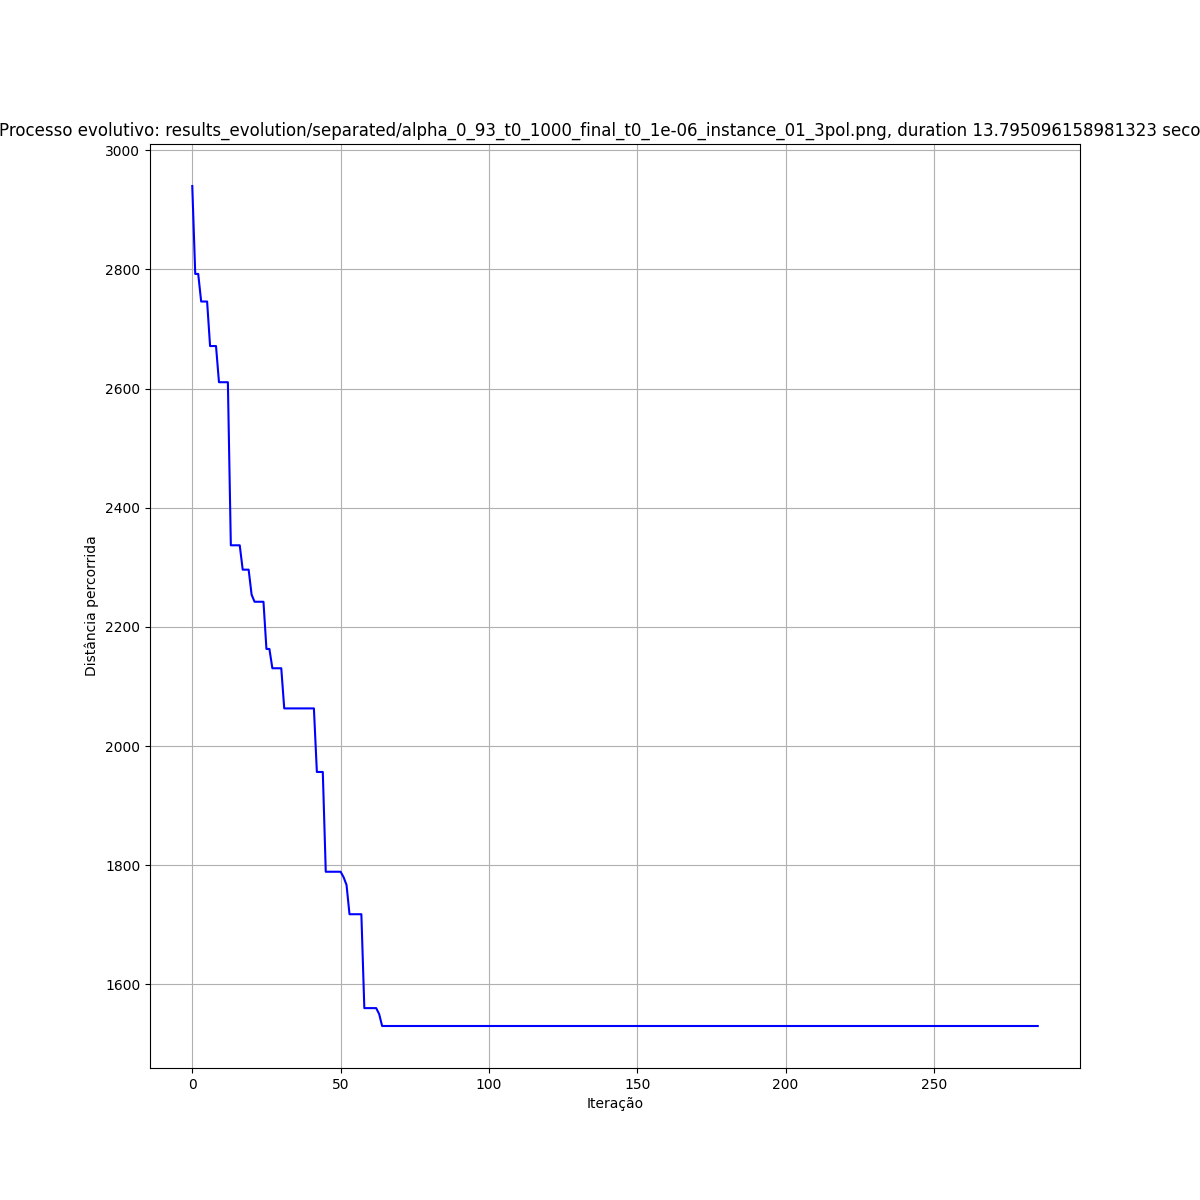 Processo evolutivo: results_evolution/separated/alpha_0_93_t0_1000_final_t0_1e-06_instance_01_3pol.png, duration 13.795096158981323 seco
3000
2800
2600
2400
2200
2000
1800
1600
Distância percorrida
0 50 100 150 200 250
Iteração